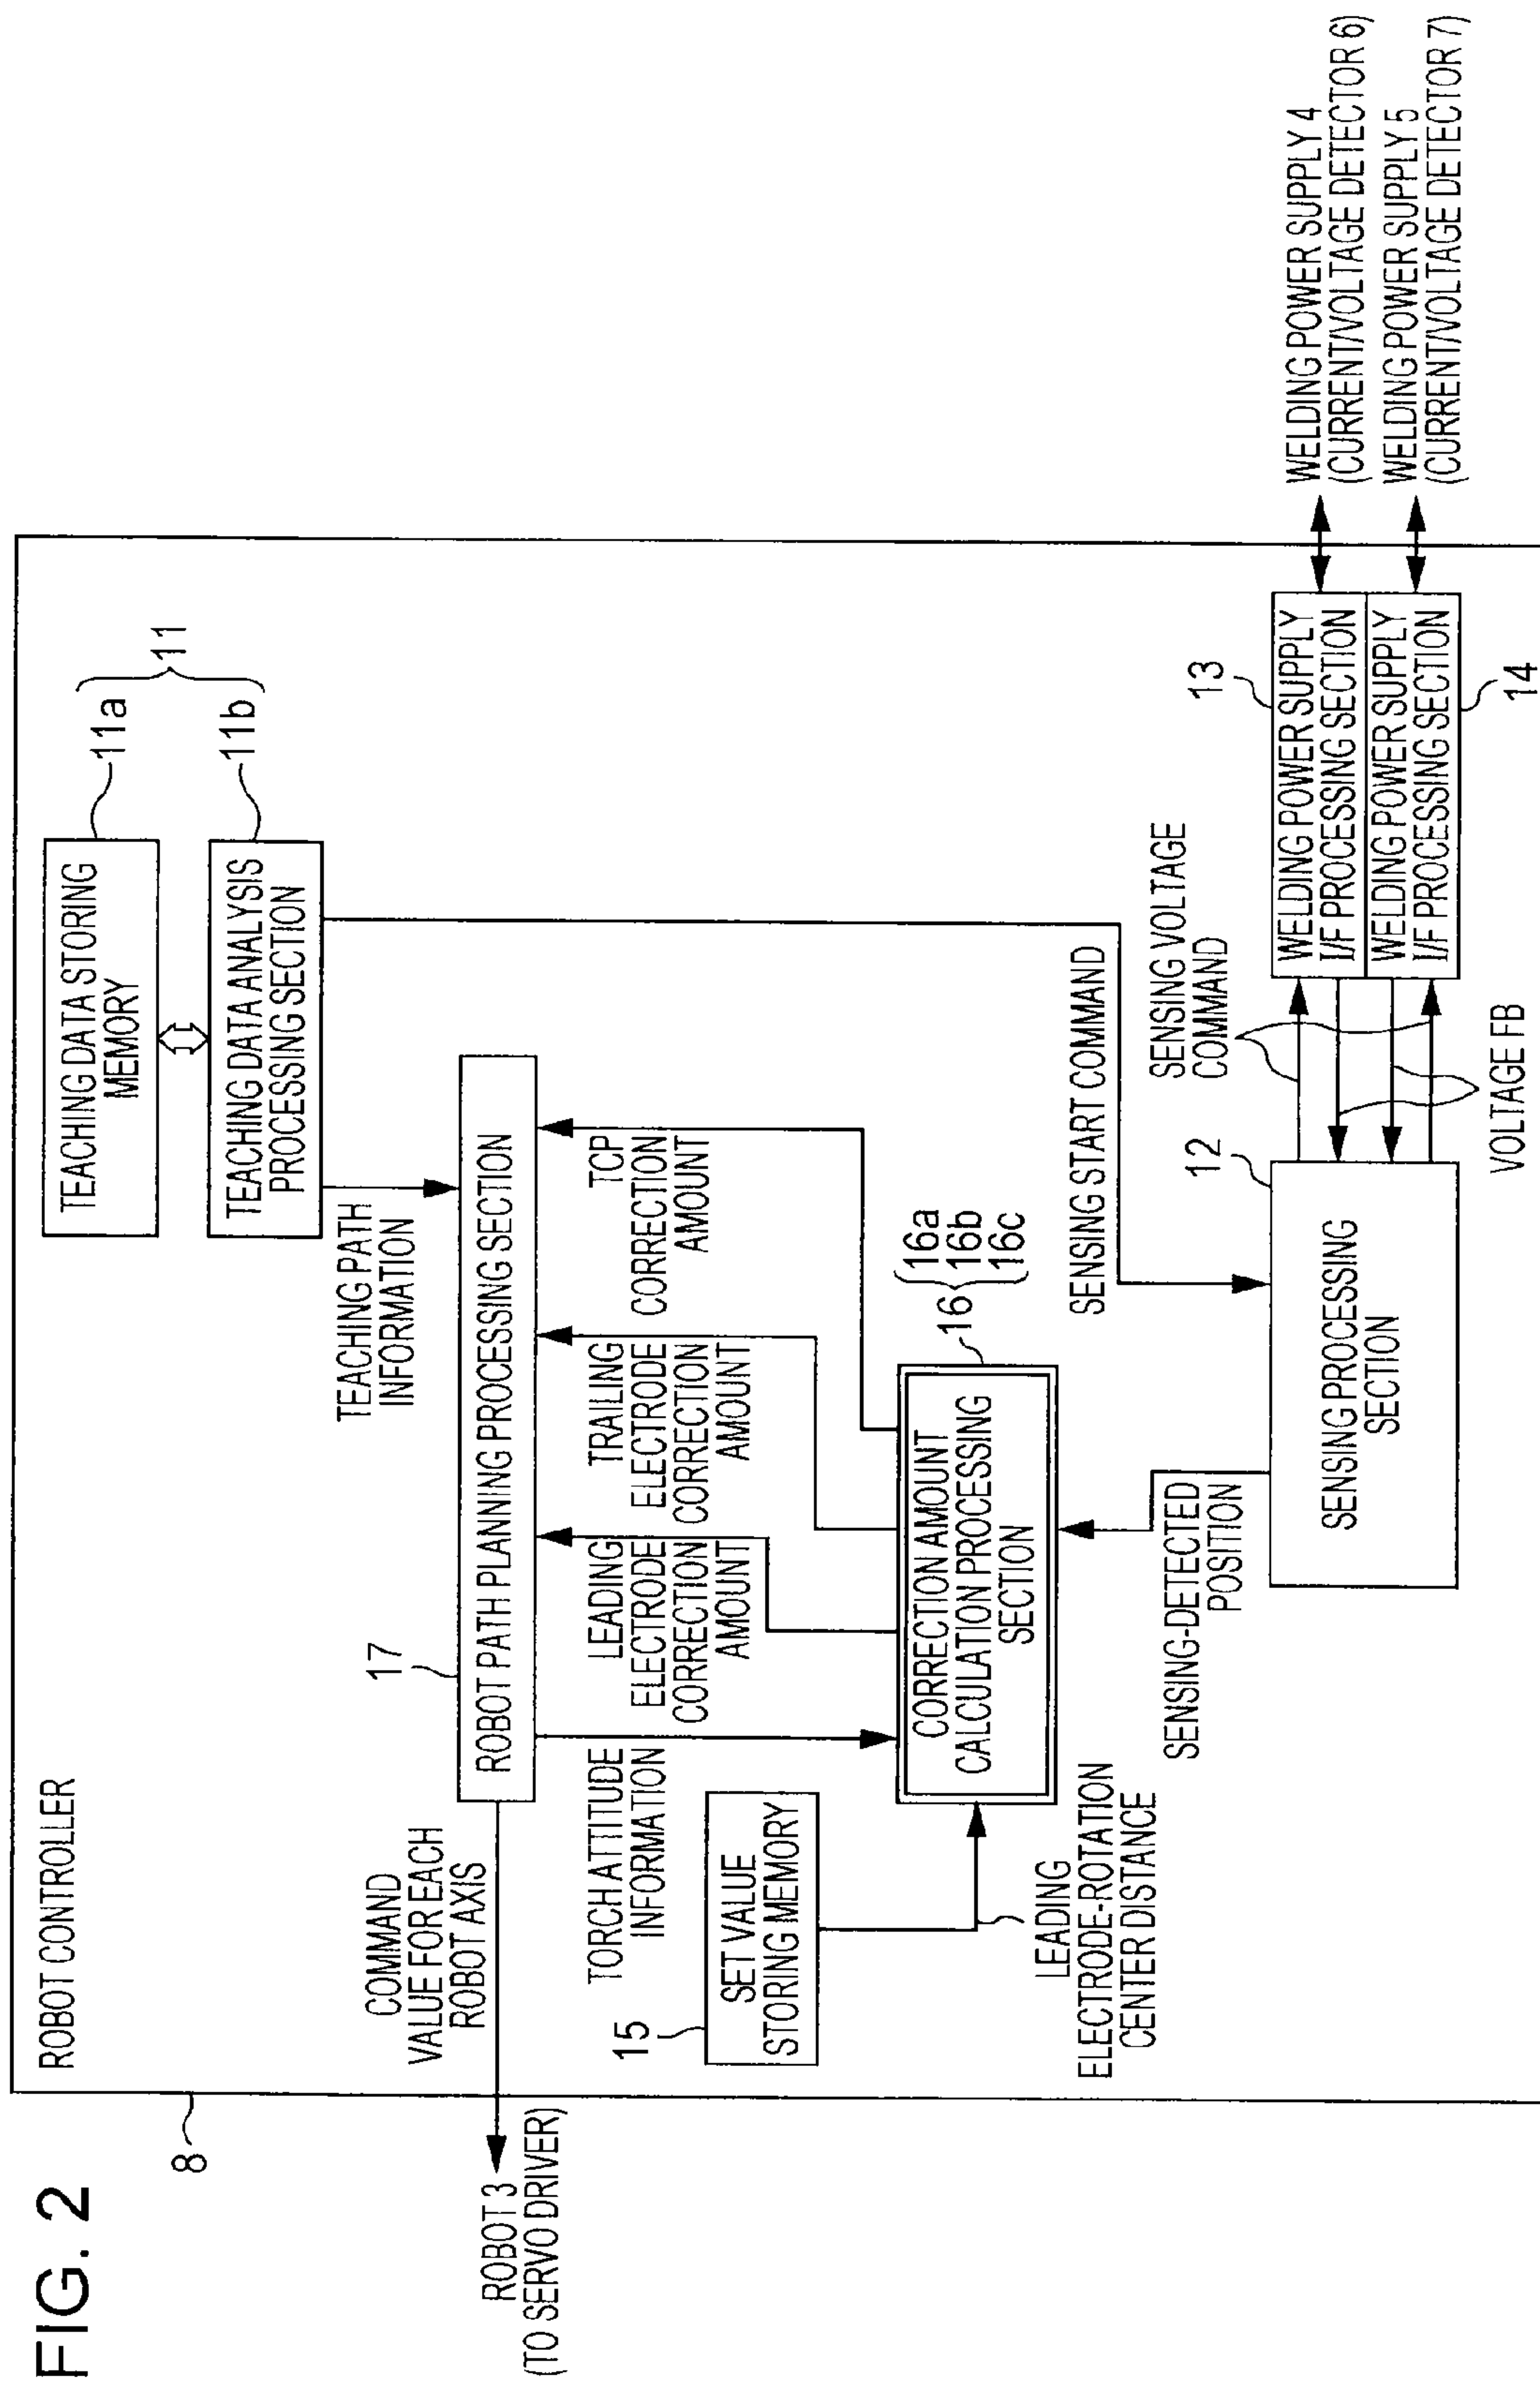 FIG. 2
8
ROBOT CONTROLLER
TEACHING DATA STORING
MEMORY
11a
11
TEACHING DATA ANALYSIS
PROCESSING SECTION
11b
TEACHING PATH
INFORMATION
COMMAND
VALUE FOR EACH
ROBOT AXIS
17
ROBOT PATH PLANNING PROCESSING SECTION
ROBOT 3
(TO SERVO DRIVER)
TORCH ATTITUDE
INFORMATION
LEADING
ELECTRODE
CORRECTION
AMOUNT
TRAILING
ELECTRODE
CORRECTION
AMOUNT
TCP
CORRECTION
AMOUNT
15
SET VALUE
STORING MEMORY
CORRECTION AMOUNT
CALCULATION PROCESSING
SECTION
16
16a
16b
16c
LEADING
ELECTRODE-ROTATION
CENTER DISTANCE
SENSING START COMMAND
SENSING-DETECTED
POSITION
SENSING VOLTAGE
COMMAND
12
SENSING PROCESSING
SECTION
13
WELDING POWER SUPPLY
I/F PROCESSING SECTION
WELDING POWER SUPPLY
I/F PROCESSING SECTION
14
WELDING POWER SUPPLY 4
(CURRENT/VOLTAGE DETECTOR 6)
WELDING POWER SUPPLY 5
(CURRENT/VOLTAGE DETECTOR 7)
VOLTAGE FB